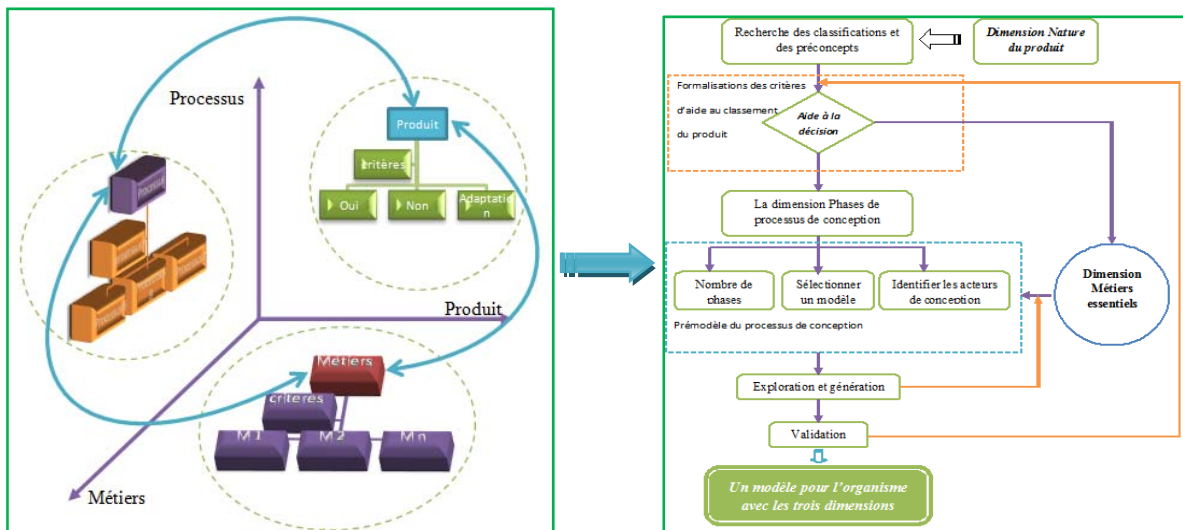 Processus
Produit
critères
Oui
Non
Adaptatio
n
Processus
Produit
Métiers
critères
M 1
M 2
M n
Métiers
Recherche des classifications et
des préconcepts
Dimension Nature
du produit
Formalisations des critères
d'aide au classement
du produit
Aide à la
décision
La dimension Phases de
processus de conception
Nombre de
phases
Sélectionner
un modèle
Identifier les acteurs
de conception
Prémodèle du processus de conception
Dimension
Métiers
essentiels
Exploration et génération
Validation
Un modèle pour l'organisme
avec les trois dimensions